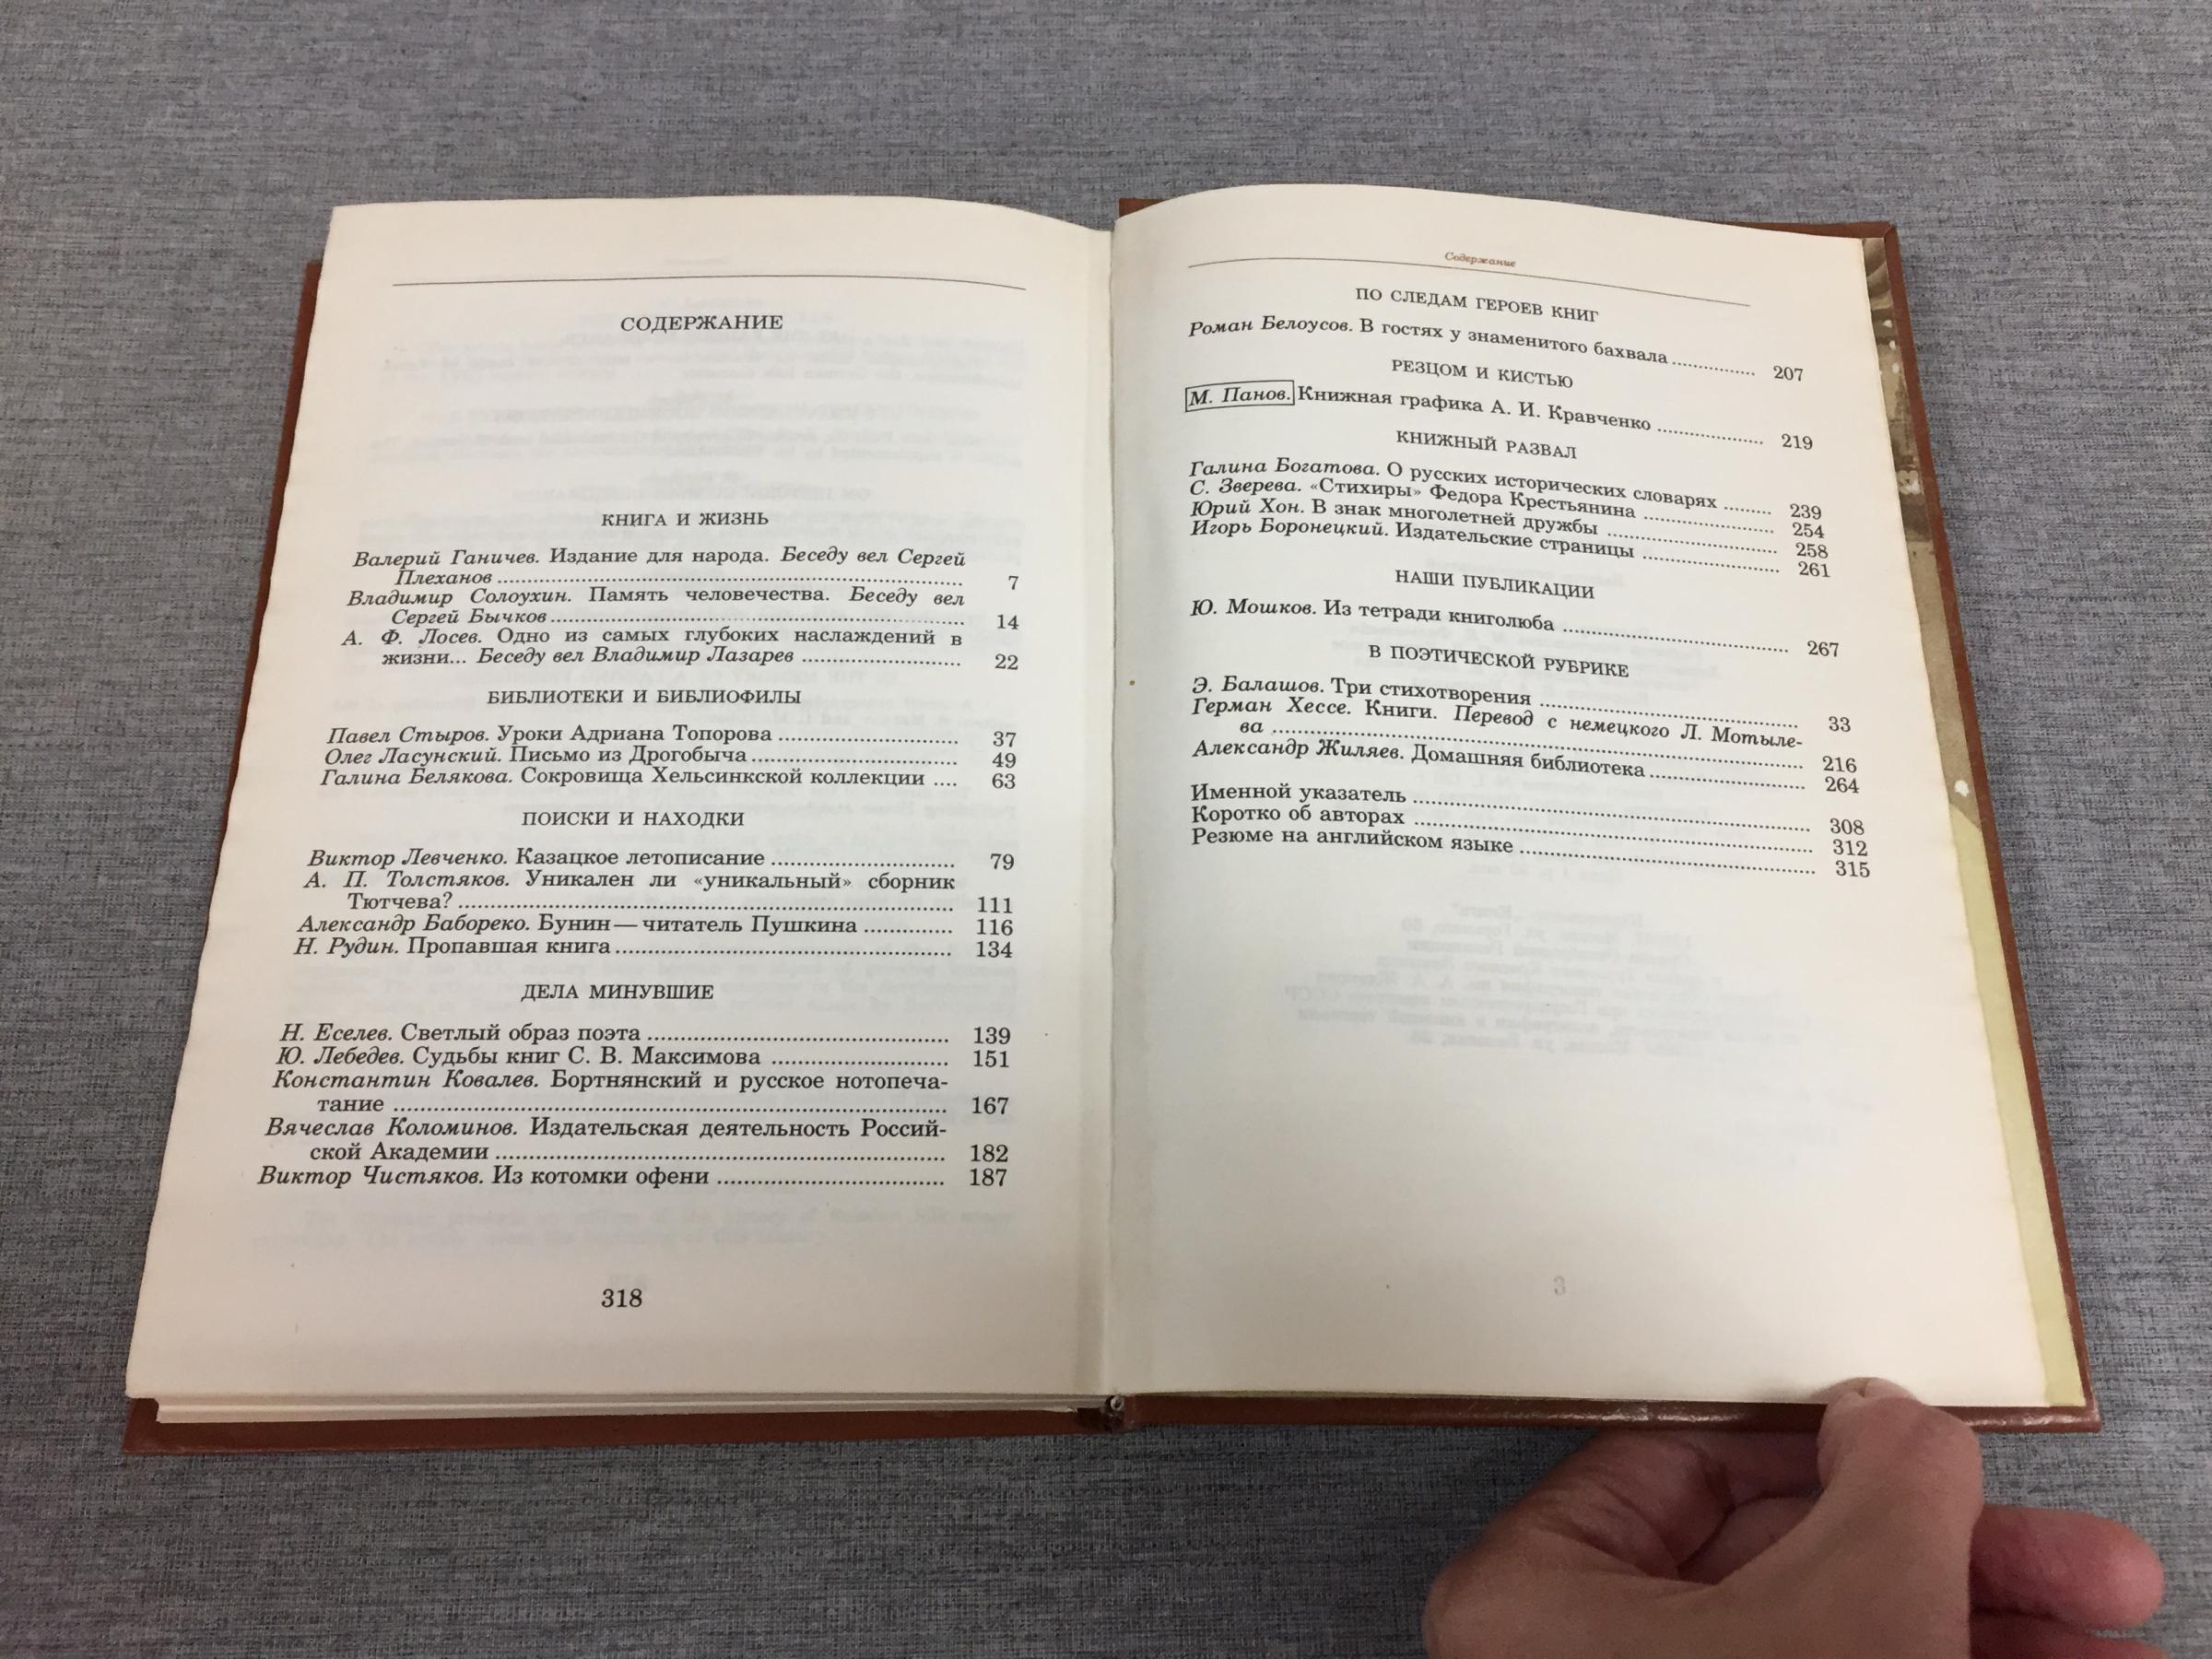 СОДЕРЖАНИЕ
КНИГА И ЖИЗНЬ
Валерий Ганичев. Издание для народа. Беседу вел Сергей
Плеханов ........ 7
Владимир Солоухин. Память человечества. Беседу вел
Сергей Бычков ........ 14
А. Ф. Лосев. Одно из самых глубоких наслаждений в
жизни... Беседу вел Владимир Лазарев ........ 22
БИБЛИОТЕКИ И БИБЛИОФИЛЫ
Павел Стыров. Уроки Адриана Топорова ........ 37
Олег Ласунский. Письмо из Дрогобыча ........ 49
Галина Белякова. Сокровища Хельсинкской коллекции .... 63
ПОИСКИ И НАХОДКИ
Виктор Левченко. Казацкое летописание ........ 79
А. П. Толстяков. Уникален ли «уникальный» сборник
Тютчева? ........ 111
Александр Бабореко. Бунин — читатель Пушкина ........ 116
Н. Рудин. Пропавшая книга ........ 134
ДЕЛА МИНУВШИЕ
Н. Еселев. Светлый образ поэта ........ 139
Ю. Лебедев. Судьбы книг С. В. Максимова ........ 151
Константин Ковалев. Бортнянский и русское нотопеча-
тание ........ 167
Вячеслав Коломинов. Издательская деятельность Россий-
ской Академии ........ 182
Виктор Чистяков. Из котомки офени ........ 187
318
Содержание
ПО СЛЕДАМ ГЕРОЕВ КНИГ
Роман Белоусов. В гостях у знаменитого бахвала ........ 207
РЕЗЦОМ И КИСТЬЮ
М. Панов. Книжная графика А. И. Кравченко ........ 219
КНИЖНЫЙ РАЗВАЛ
Галина Богатова. О русских исторических словарях ........ 239
С. Зверева. «Стихиры» Федора Крестьянина ........ 254
Юрий Хон. В знак многолетней дружбы ........ 258
Игорь Боронецкий. Издательские страницы ........ 261
НАШИ ПУБЛИКАЦИИ
Ю. Мошков. Из тетради книголюба ........ 267
В ПОЭТИЧЕСКОЙ РУБРИКЕ
Э. Балашов. Три стихотворения ........ 33
Герман Хессе. Книги. Перевод с немецкого Л. Мотыле-
ва ........ 216
Александр Жиляев. Домашняя библиотека ........ 264
Именной указатель ........ 308
Коротко об авторах ........ 312
Резюме на английском языке ........ 315
3